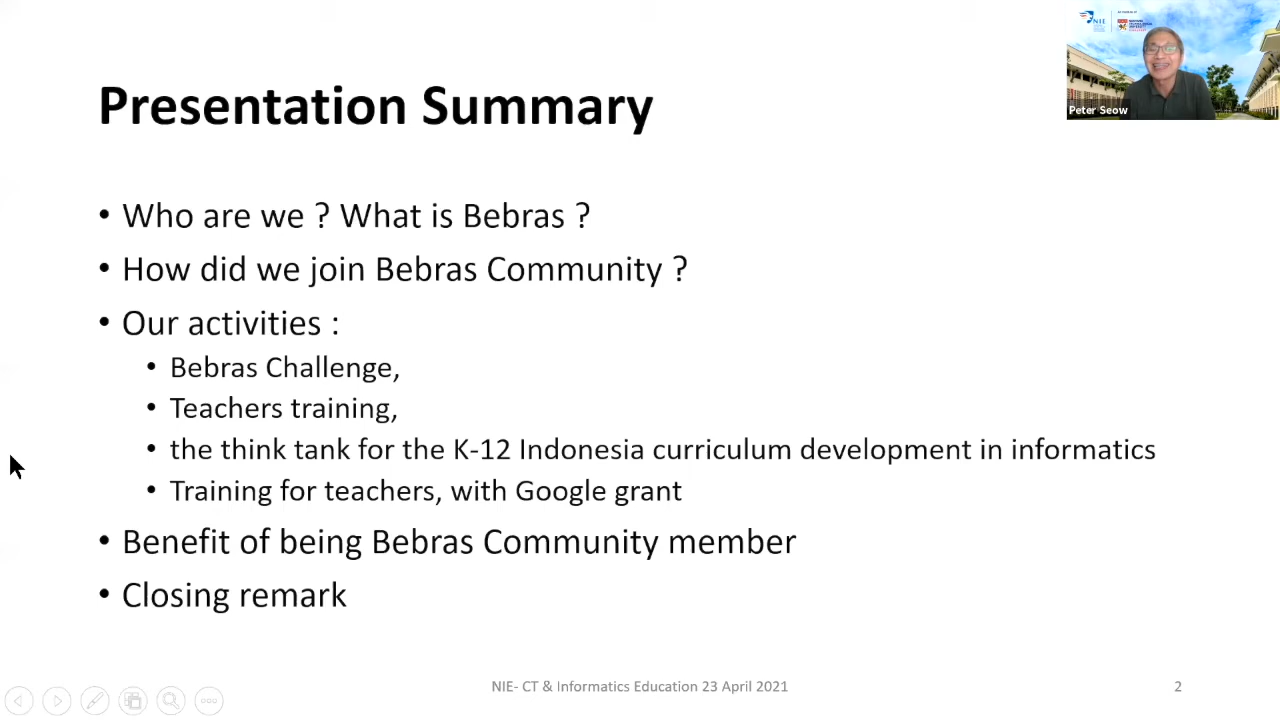 NIE
Peter Seow
Presentation Summary
• Who are we ? What is Bebras ?
• How did we join Bebras Community ?
• Our activities :
• Bebras Challenge,
• Teachers training,
• the think tank for the K-12 Indonesia curriculum development in informatics
• Training for teachers, with Google grant
• Benefit of being Bebras Community member
• Closing remark
NIE- CT & Informatics Education 23 April 2021
2